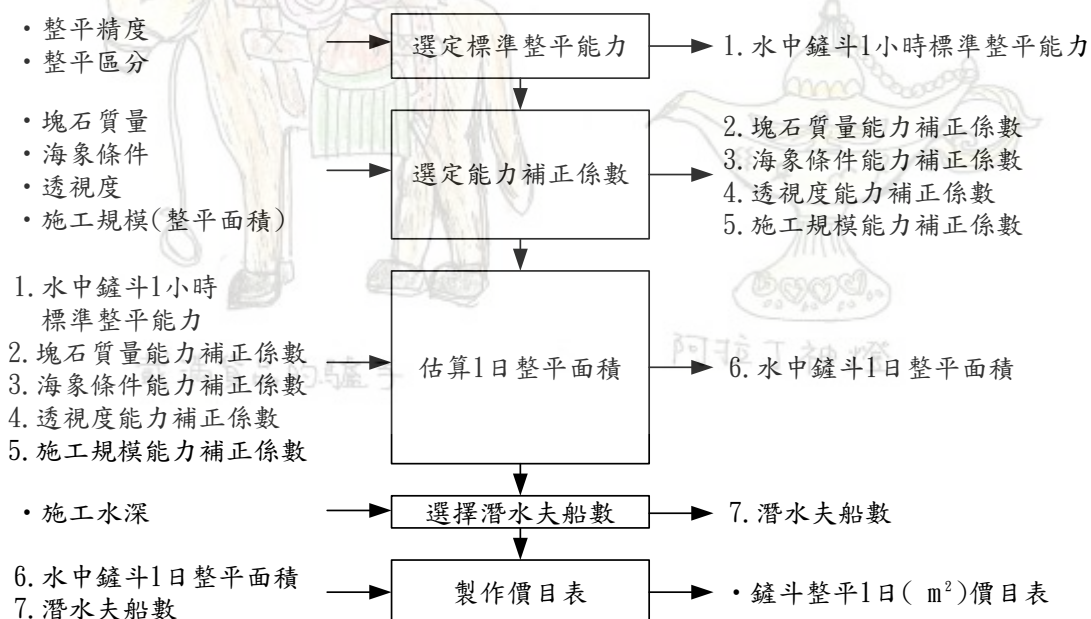 ・整平精度
・整平區分
選定標準整平能力
1.水中鏟斗1小時標準整平能力
・塊石質量
・海象條件
・透視度
・施工規模(整平面積)
選定能力補正係數
2.塊石質量能力補正係數
3.海象條件能力補正係數
4.透視度能力補正係數
5.施工規模能力補正係數
1.水中鏟斗1小時
標準整平能力
2.塊石質量能力補正係數
3.海象條件能力補正係數
4.透視度能力補正係數
5.施工規模能力補正係數
估算1日整平面積
6.水中鏟斗1日整平面積
阿拉丁神燈
・施工水深
選擇潛水夫船數
7.潛水夫船數
6.水中鏟斗1日整平面積
7.潛水夫船數
製作價目表
・鏟斗整平1日( m²)價目表